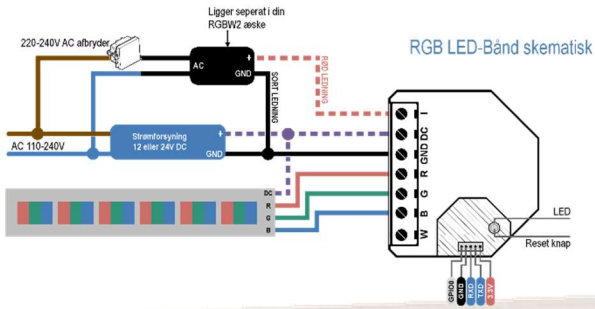 Ligger seperat i din
RGBW2 æske
220-240V AC afbryder
RGB LED-Bånd skematisk
AC
+
GND
RØD LEDNING
SORT LEDNING
AC 110-240V
Strømforsyning
12 eller 24V DC
+
GND
I
DC
GND
R
G
B
W
DC
R
G
B
LED
Reset knap
GPIO0
GND
RXD
TXD
3.3V